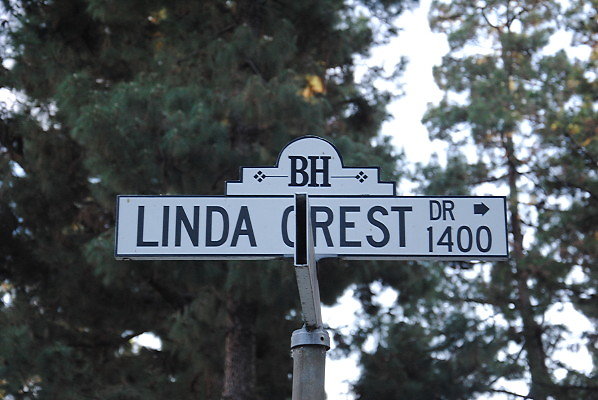 BH
LINDA CREST DR →
1400